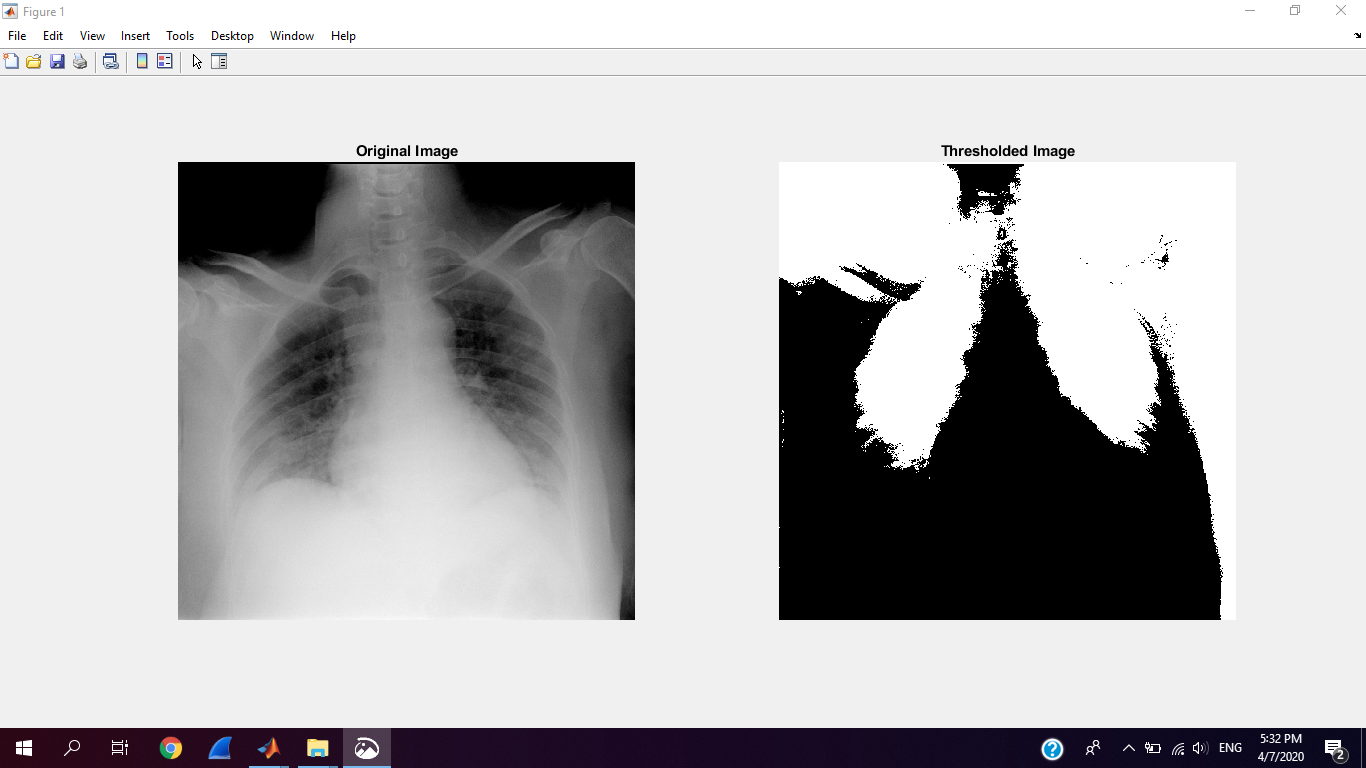 Figure 1
File Edit View Insert Tools Desktop Window Help
Original Image
Thresholded Image
ENG
5:32 PM
4/7/2020
2